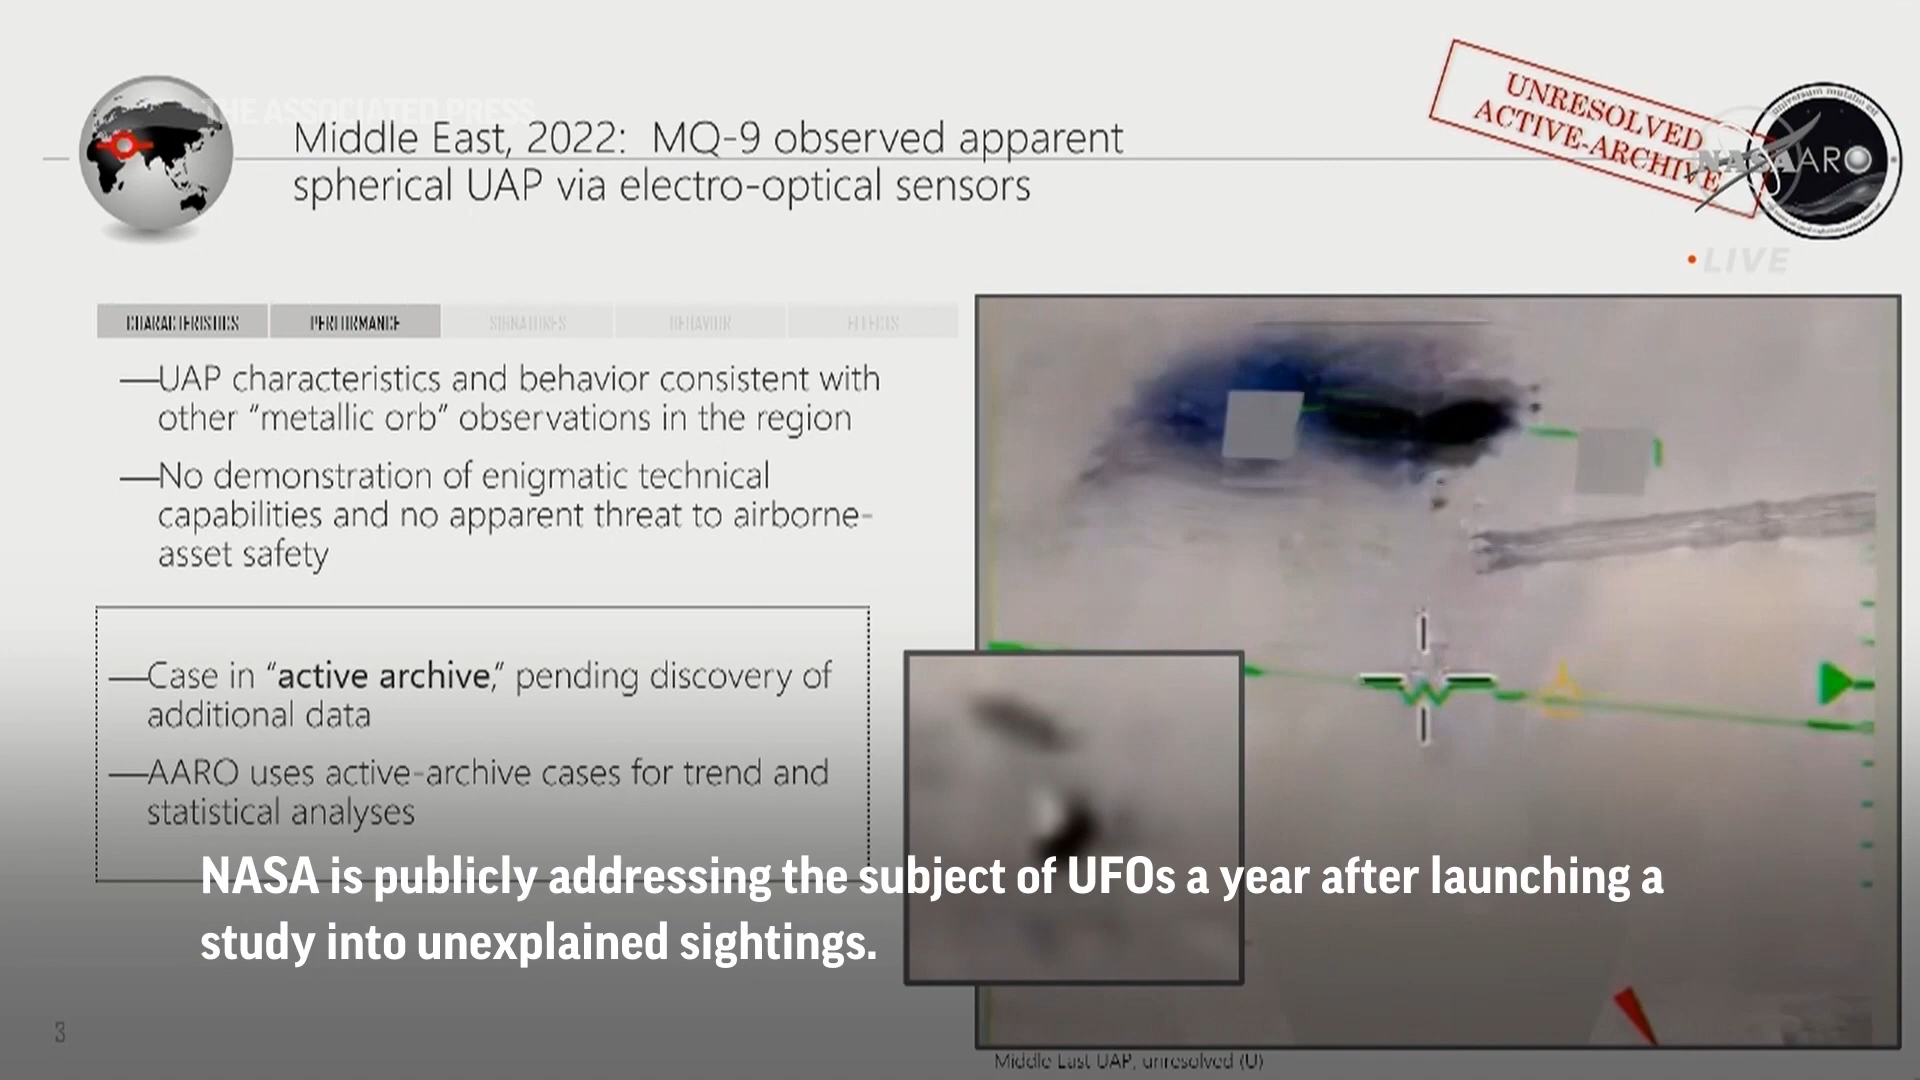 THE ASSOCIATED PRESS
Middle East, 2022: MQ-9 observed apparent
spherical UAP via electro-optical sensors
UNRESOLVED
ACTIVE-ARCHIVE
NASA
AARO
LIVE
CHARACTERISTICS PERFORMANCE SIGNATURES BEHAVIOR EFFECTS
—UAP characteristics and behavior consistent with
other “metallic orb” observations in the region
—No demonstration of enigmatic technical
capabilities and no apparent threat to airborne-
asset safety
—Case in “active archive,” pending discovery of
additional data
—AARO uses active-archive cases for trend and
statistical analyses
NASA is publicly addressing the subject of UFOs a year after launching a
study into unexplained sightings.
3
Middle East UAP, unresolved (U)